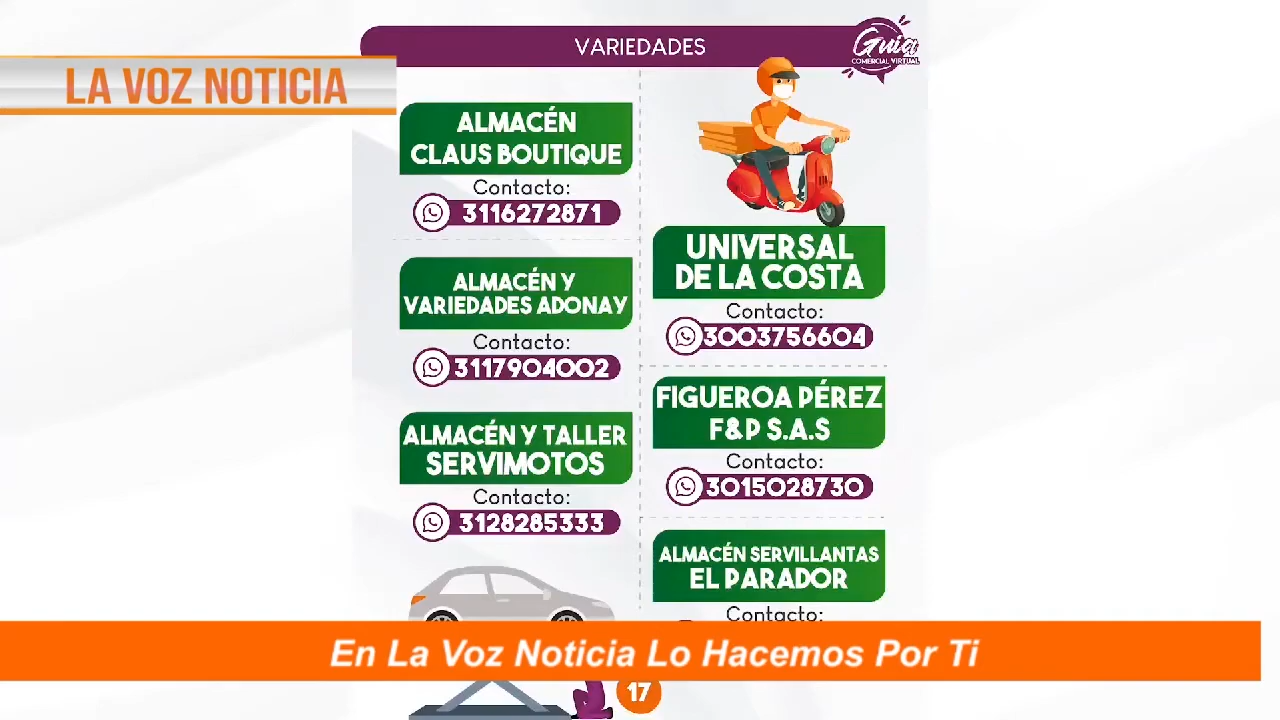 VARIEDADES
Guía
COMERCIAL VIRTUAL
LA VOZ NOTICIA
ALMACÉN
CLAUS BOUTIQUE
Contacto:
3116272871
ALMACÉN Y
VARIEDADES ADONAY
Contacto:
3117904002
ALMACÉN Y TALLER
SERVIMOTOS
Contacto:
3128285333
UNIVERSAL
DE LA COSTA
Contacto:
3003756604
FIGUEROA PÉREZ
F&P S.A.S
Contacto:
3015028730
ALMACÉN SERVILLANTAS
EL PARADOR
Contacto:
En La Voz Noticia Lo Hacemos Por Ti
17